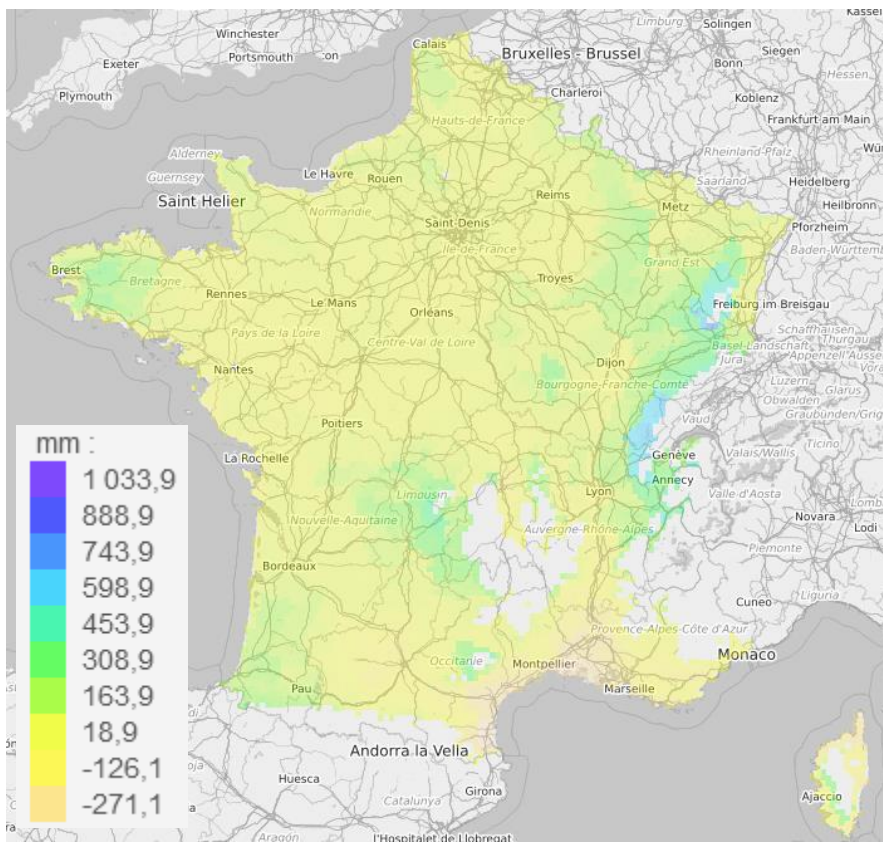 Kassel
Limburg
Solingen
Winchester
Calais
Bruxelles - Brussel
Siegen
Exeter
Portsmouth
Bonn
Hessen
Plymouth
Charleroi
Koblenz
Hauts-de-France
Frankfurt am Main
Alderney
Rheinland-Pfalz
Le Havre
Guernsey
Rouen
Reims
Saarland
Heidelberg
Saint Helier
Metz
Heilbronn
Normandie
Saint-Denis
Pforzheim
Île-de-France
Brest
Grand Est
Bretagne
Troyes
Rennes
Le Mans
Orléans
Freiburg im Breisgau
Pays de la Loire
Schaffhausen
Centre-Val de Loire
Basel-Landschaft
Thurgau
Nantes
Dijon
Jura
Bourgogne-Franche-Comté
Luzern
Glarus
Obwalden
Poitiers
Vaud
mm :
La Rochelle
Genève
Ticino
Valais/Wallis
1 033,9
Annecy
Limousin
Lyon
Valle-d'Aosta
888,9
Nouvelle-Aquitaine
Novara
Auvergne-Rhône-Alpes
Lodi
743,9
Piemonte
Bordeaux
598,9
Liguria
Cuneo
453,9
Provence-Alpes-Côte d'Azur
308,9
Occitanie
Montpellier
Monaco
163,9
Pau
Marseille
18,9
Andorra la Vella
-126,1
Huesca
Girona
Ajaccio
-271,1
Catalunya
Aragón
l'Hospitalet de Llobregat